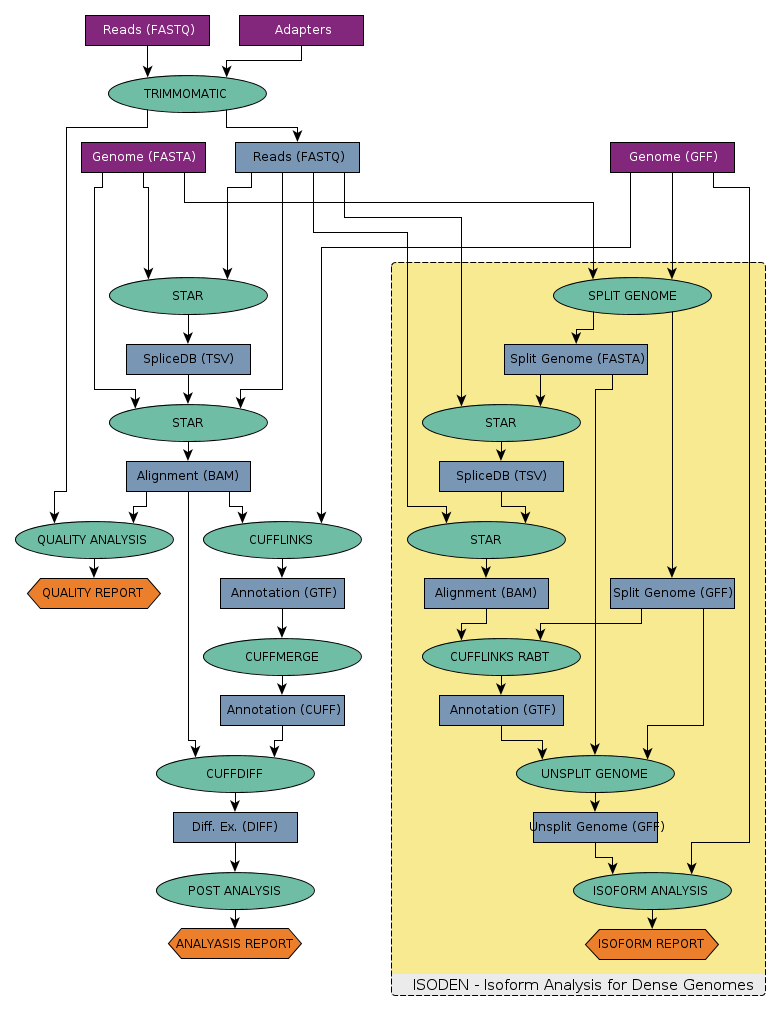 Reads (FASTQ)
Adapters
TRIMMOMATIC
Genome (FASTA)
Reads (FASTQ)
Genome (GFF)
STAR
SPLIT GENOME
SpliceDB (TSV)
Split Genome (FASTA)
STAR
STAR
Alignment (BAM)
SpliceDB (TSV)
QUALITY ANALYSIS
CUFFLINKS
STAR
QUALITY REPORT
Annotation (GTF)
Alignment (BAM)
Split Genome (GFF)
CUFFMERGE
CUFFLINKS RABT
Annotation (CUFF)
Annotation (GTF)
CUFFDIFF
UNSPLIT GENOME
Diff. Ex. (DIFF)
Unsplit Genome (GFF)
POST ANALYSIS
ISOFORM ANALYSIS
ANALYASIS REPORT
ISOFORM REPORT
ISODEN - Isoform Analysis for Dense Genomes